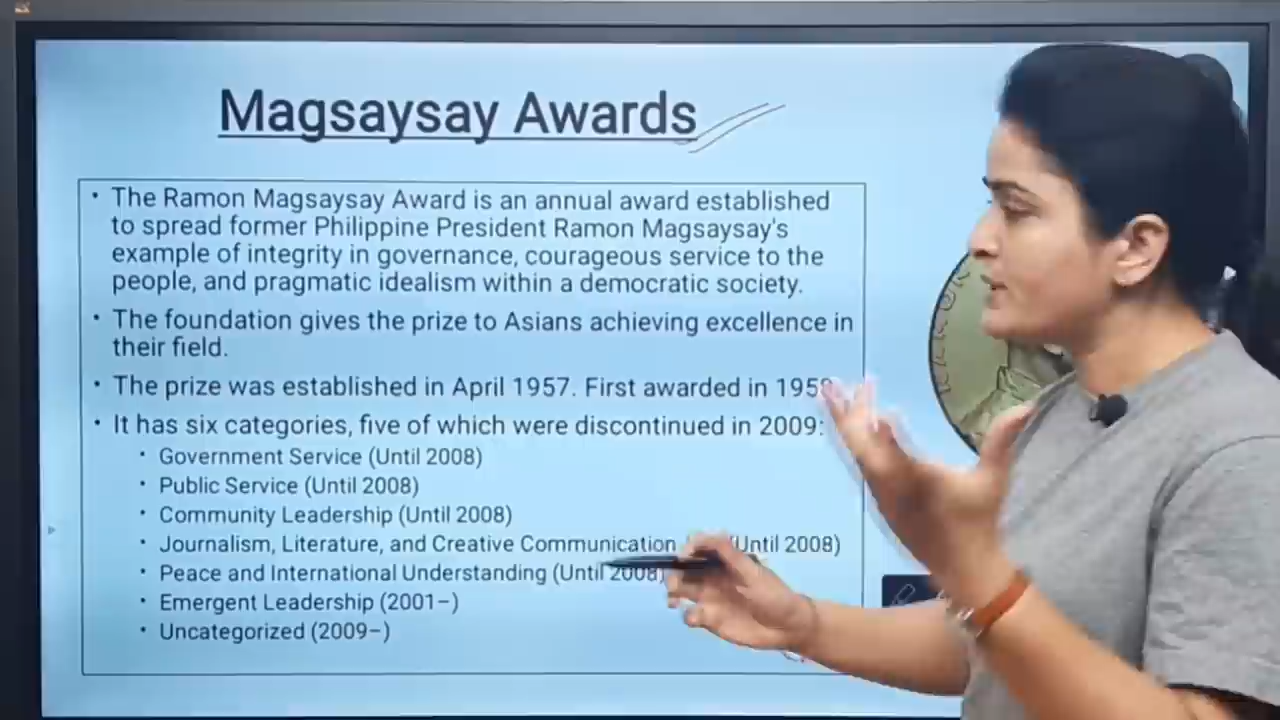 Magsaysay Awards
• The Ramon Magsaysay Award is an annual award established
to spread former Philippine President Ramon Magsaysay's
example of integrity in governance, courageous service to the
people, and pragmatic idealism within a democratic society.
• The foundation gives the prize to Asians achieving excellence in
their field.
• The prize was established in April 1957. First awarded in 1958
• It has six categories, five of which were discontinued in 2009:
• Government Service (Until 2008)
• Public Service (Until 2008)
• Community Leadership (Until 2008)
• Journalism, Literature, and Creative Communication (Until 2008)
• Peace and International Understanding (Until 2008)
• Emergent Leadership (2001–)
• Uncategorized (2009–)